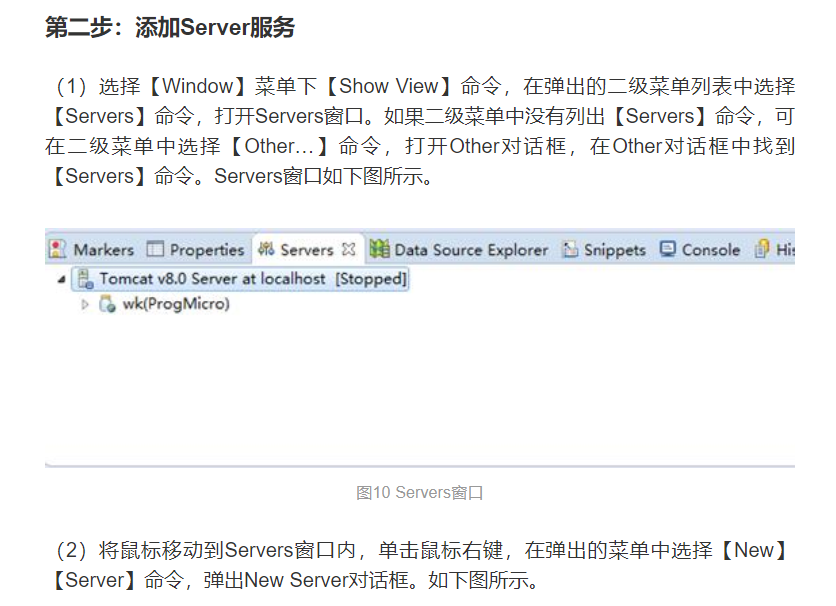 第二步：添加Server服务
（1）选择【Window】菜单下【Show View】命令，在弹出的二级菜单列表中选择
【Servers】命令，打开Servers窗口。如果二级菜单中没有列出【Servers】命令，可
在二级菜单中选择【Other…】命令，打开Other对话框，在Other对话框中找到
【Servers】命令。Servers窗口如下图所示。
Markers Properties Servers Data Source Explorer Snippets Console His
Tomcat v8.0 Server at localhost [Stopped]
wk(ProgMicro)
图10 Servers窗口
（2）将鼠标移动到Servers窗口内，单击鼠标右键，在弹出的菜单中选择【New】
【Server】命令，弹出New Server对话框。如下图所示。